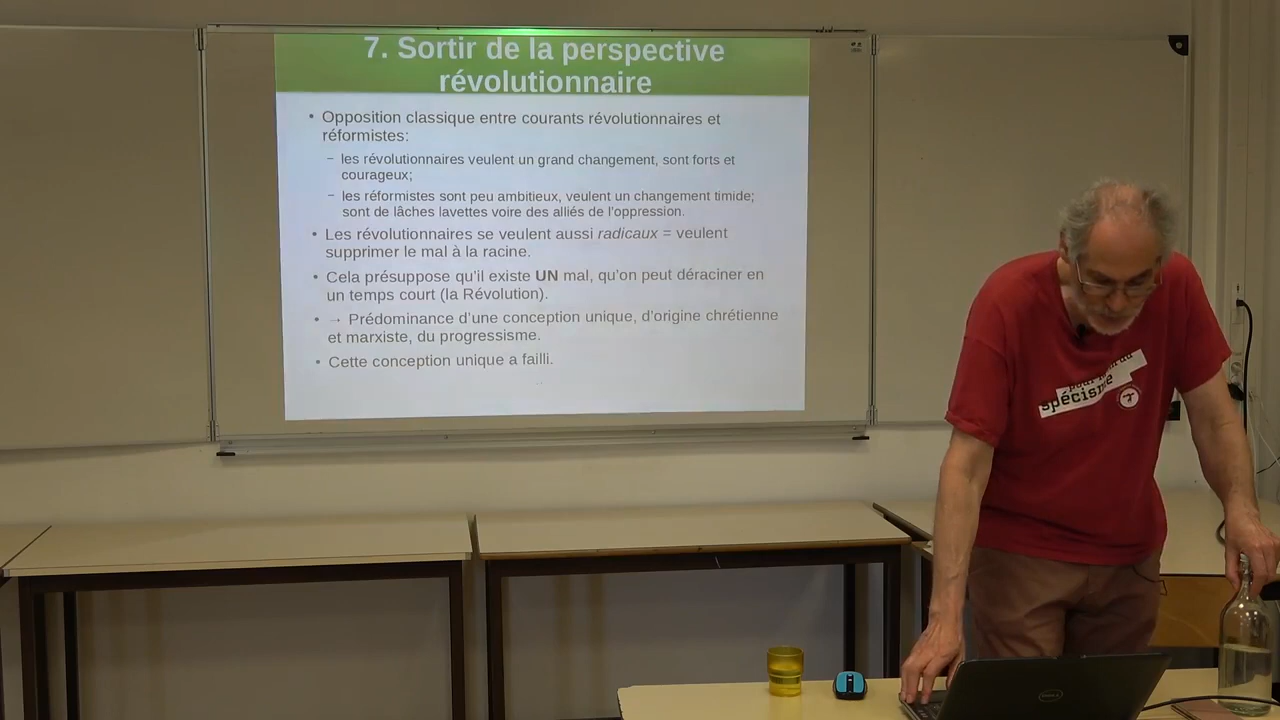 7. Sortir de la perspective
révolutionnaire
• Opposition classique entre courants révolutionnaires et
réformistes:
– les révolutionnaires veulent un grand changement, sont forts et
courageux;
– les réformistes sont peu ambitieux, veulent un changement timide;
sont de lâches lavettes voire des alliés de l'oppression.
• Les révolutionnaires se veulent aussi radicaux = veulent
supprimer le mal à la racine.
• Cela présuppose qu'il existe UN mal, qu'on peut déraciner en
un temps court (la Révolution).
• → Prédominance d'une conception unique, d'origine chrétienne
et marxiste, du progressisme.
• Cette conception unique a failli.
spécisme